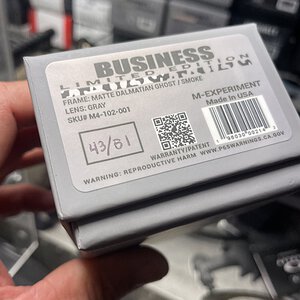 BUSINESS
LIMITED EDITION
FRAME: MATTE DALMATIAN GHOST / SMOKE
LENS: GRAY
SKU# M4-102-001
M-EXPERIMENT
Made in USA
43/81
WARRANTY/PATENT
WARNING: REPRODUCTIVE HARM WWW.P65WARNINGS.CA.GOV